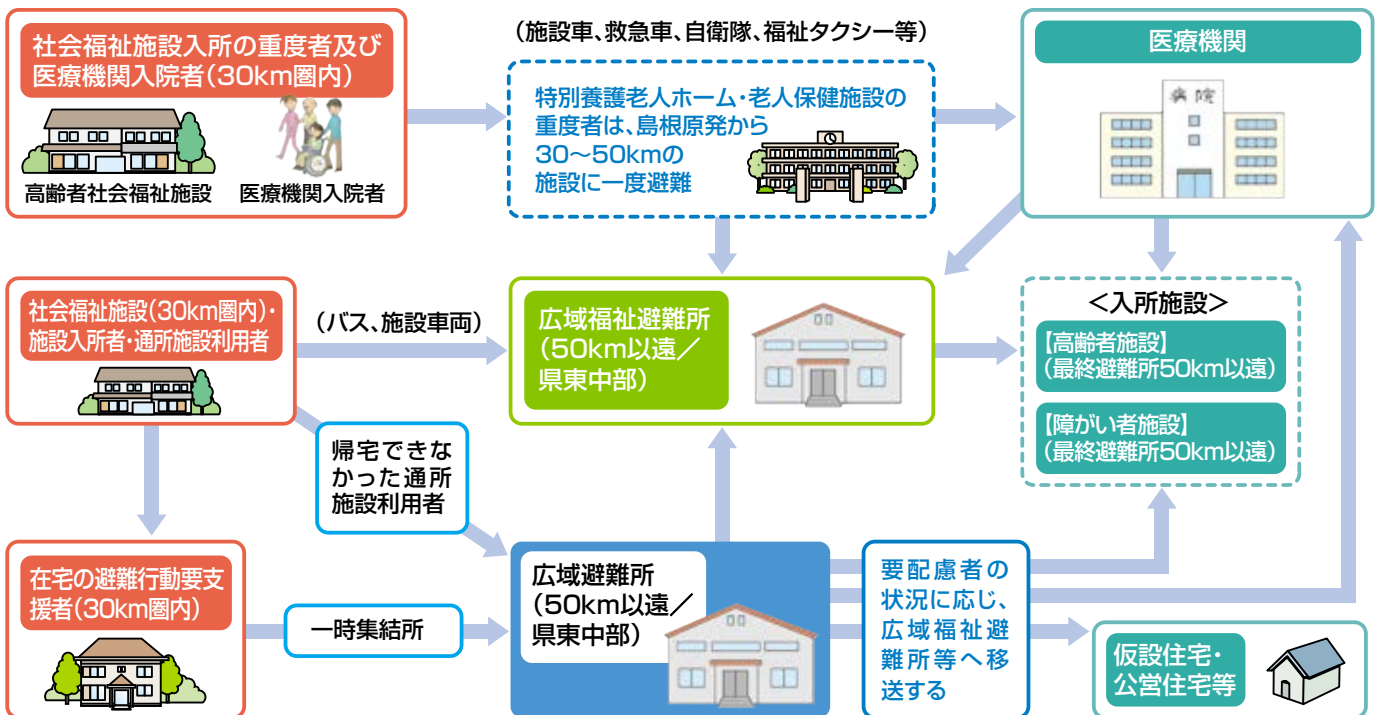 社会福祉施設入所の重度者及び
医療機関入院者(30km圏内)
高齢者社会福祉施設
医療機関入院者
(施設車、救急車、自衛隊、福祉タクシー等)
特別養護老人ホーム・老人保健施設の
重度者は、島根原発から
30〜50kmの
施設に一度避難
医療機関
病院
社会福祉施設(30km圏内)・
施設入所者・通所施設利用者
(バス、施設車両)
広域福祉避難所
(50km以遠／
県東中部)
<入所施設>
【高齢者施設】
(最終避難所50km以遠)
【障がい者施設】
(最終避難所50km以遠)
帰宅できな
かった通所
施設利用者
在宅の避難行動要支
援者(30km圏内)
一時集結所
広域避難所
(50km以遠／
県東中部)
要配慮者の
状況に応じ、
広域福祉避
難所等へ移
送する
仮設住宅・
公営住宅等